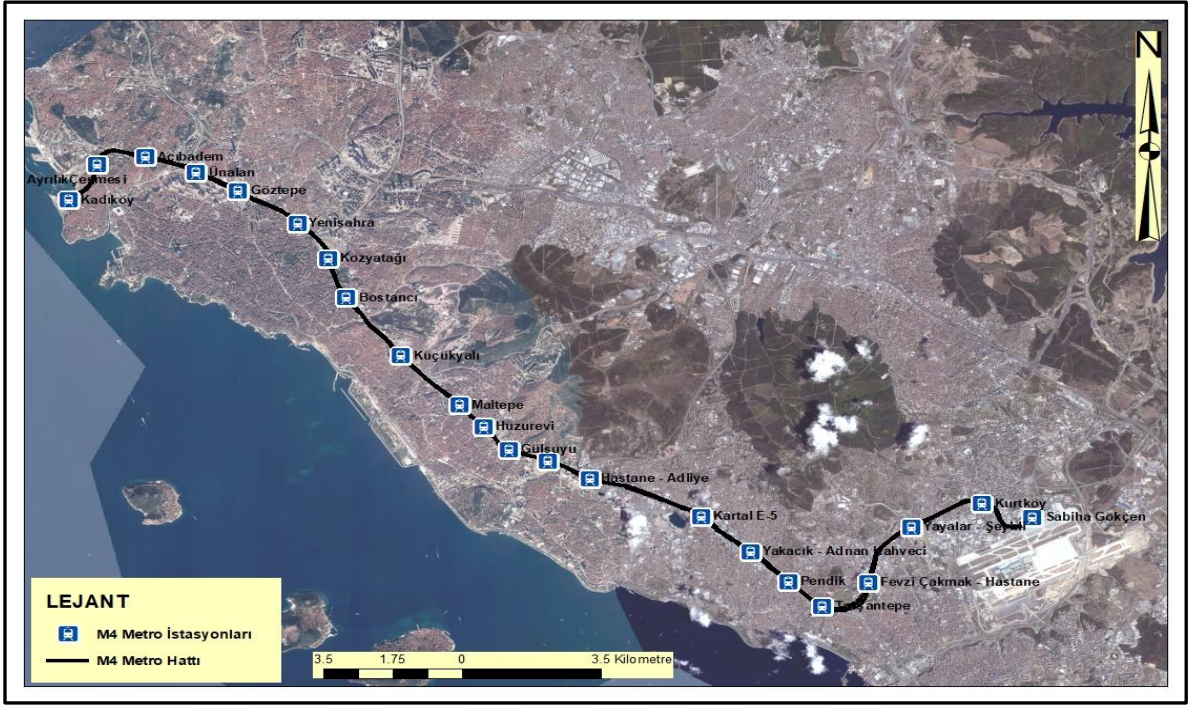 N
Acıbadem
Ünalan
AyrılıkÇeşmesi
Göztepe
Kadıköy
Yenisahra
Kozyatağı
Bostancı
Küçükyalı
Maltepe
Huzurevi
Gülsuyu
Hastane - Adliye
Kurtköy
Kartal E-5
Sabiha Gökçen
Yayalar -
Yakacık - Adnan Kahveci
Pendik
Fevzi Çakmak - Hastane
Tavşantepe
LEJANT
M4 Metro İstasyonları
M4 Metro Hattı
3.5 1.75 0 3.5 Kilometre